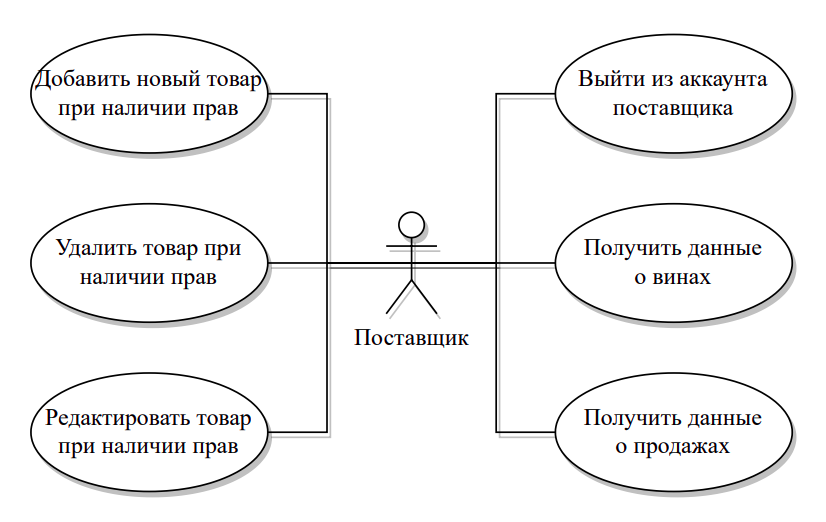 Добавить новый товар
при наличии прав
Выйти из аккаунта
поставщика
Удалить товар при
наличии прав
Получить данные
о винах
Поставщик
Редактировать товар
при наличии прав
Получить данные
о продажах